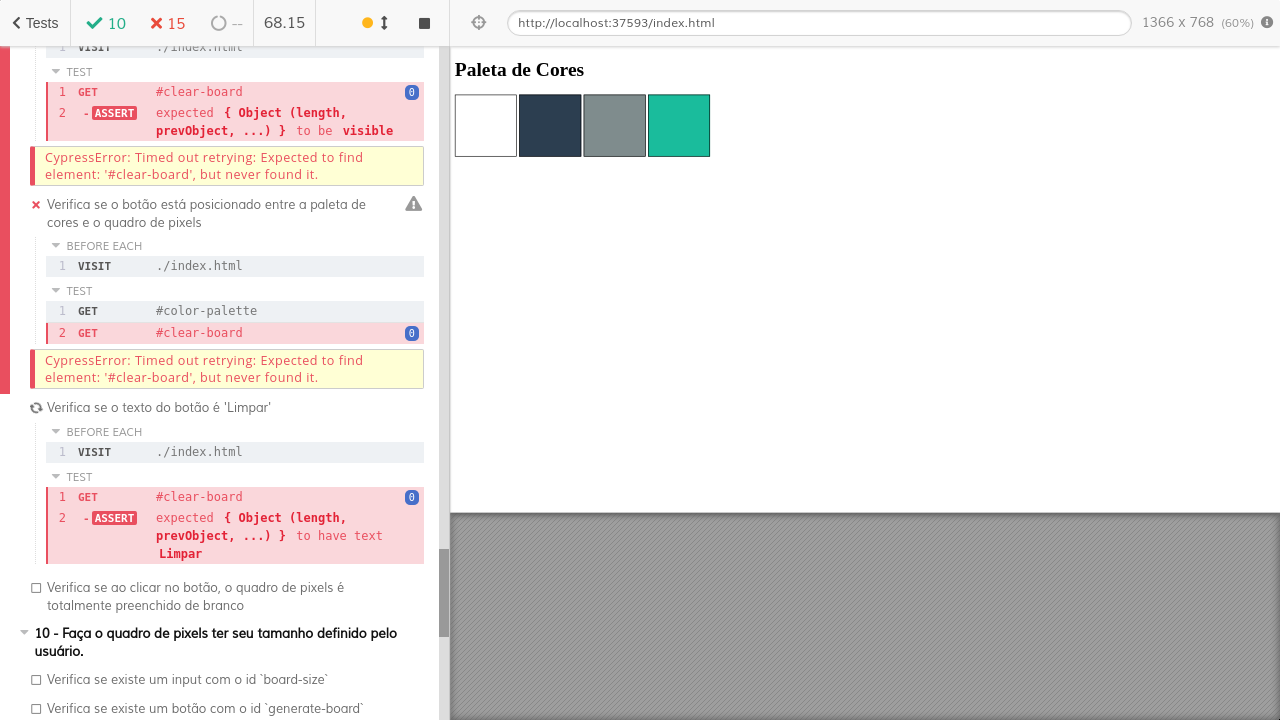 Tests 10 15 -- 68.15 http://localhost:37593/index.html 1366 x 768 (60%)
1 VISIT ./index.html
TEST
1 GET #clear-board 0
2 -ASSERT expected { Object (length,
prevObject, ...) } to be visible
CypressError: Timed out retrying: Expected to find
element: '#clear-board', but never found it.
Verifica se o botão está posicionado entre a paleta de
cores e o quadro de pixels
BEFORE EACH
1 VISIT ./index.html
TEST
1 GET #color-palette
2 GET #clear-board 0
CypressError: Timed out retrying: Expected to find
element: '#clear-board', but never found it.
Verifica se o texto do botão é 'Limpar'
BEFORE EACH
1 VISIT ./index.html
TEST
1 GET #clear-board 0
2 -ASSERT expected { Object (length,
prevObject, ...) } to have text
Limpar
Verifica se ao clicar no botão, o quadro de pixels é
totalmente preenchido de branco
10 - Faça o quadro de pixels ter seu tamanho definido pelo
usuário.
Verifica se existe um input com o id `board-size`
Verifica se existe um botão com o id `generate-board`
Paleta de Cores